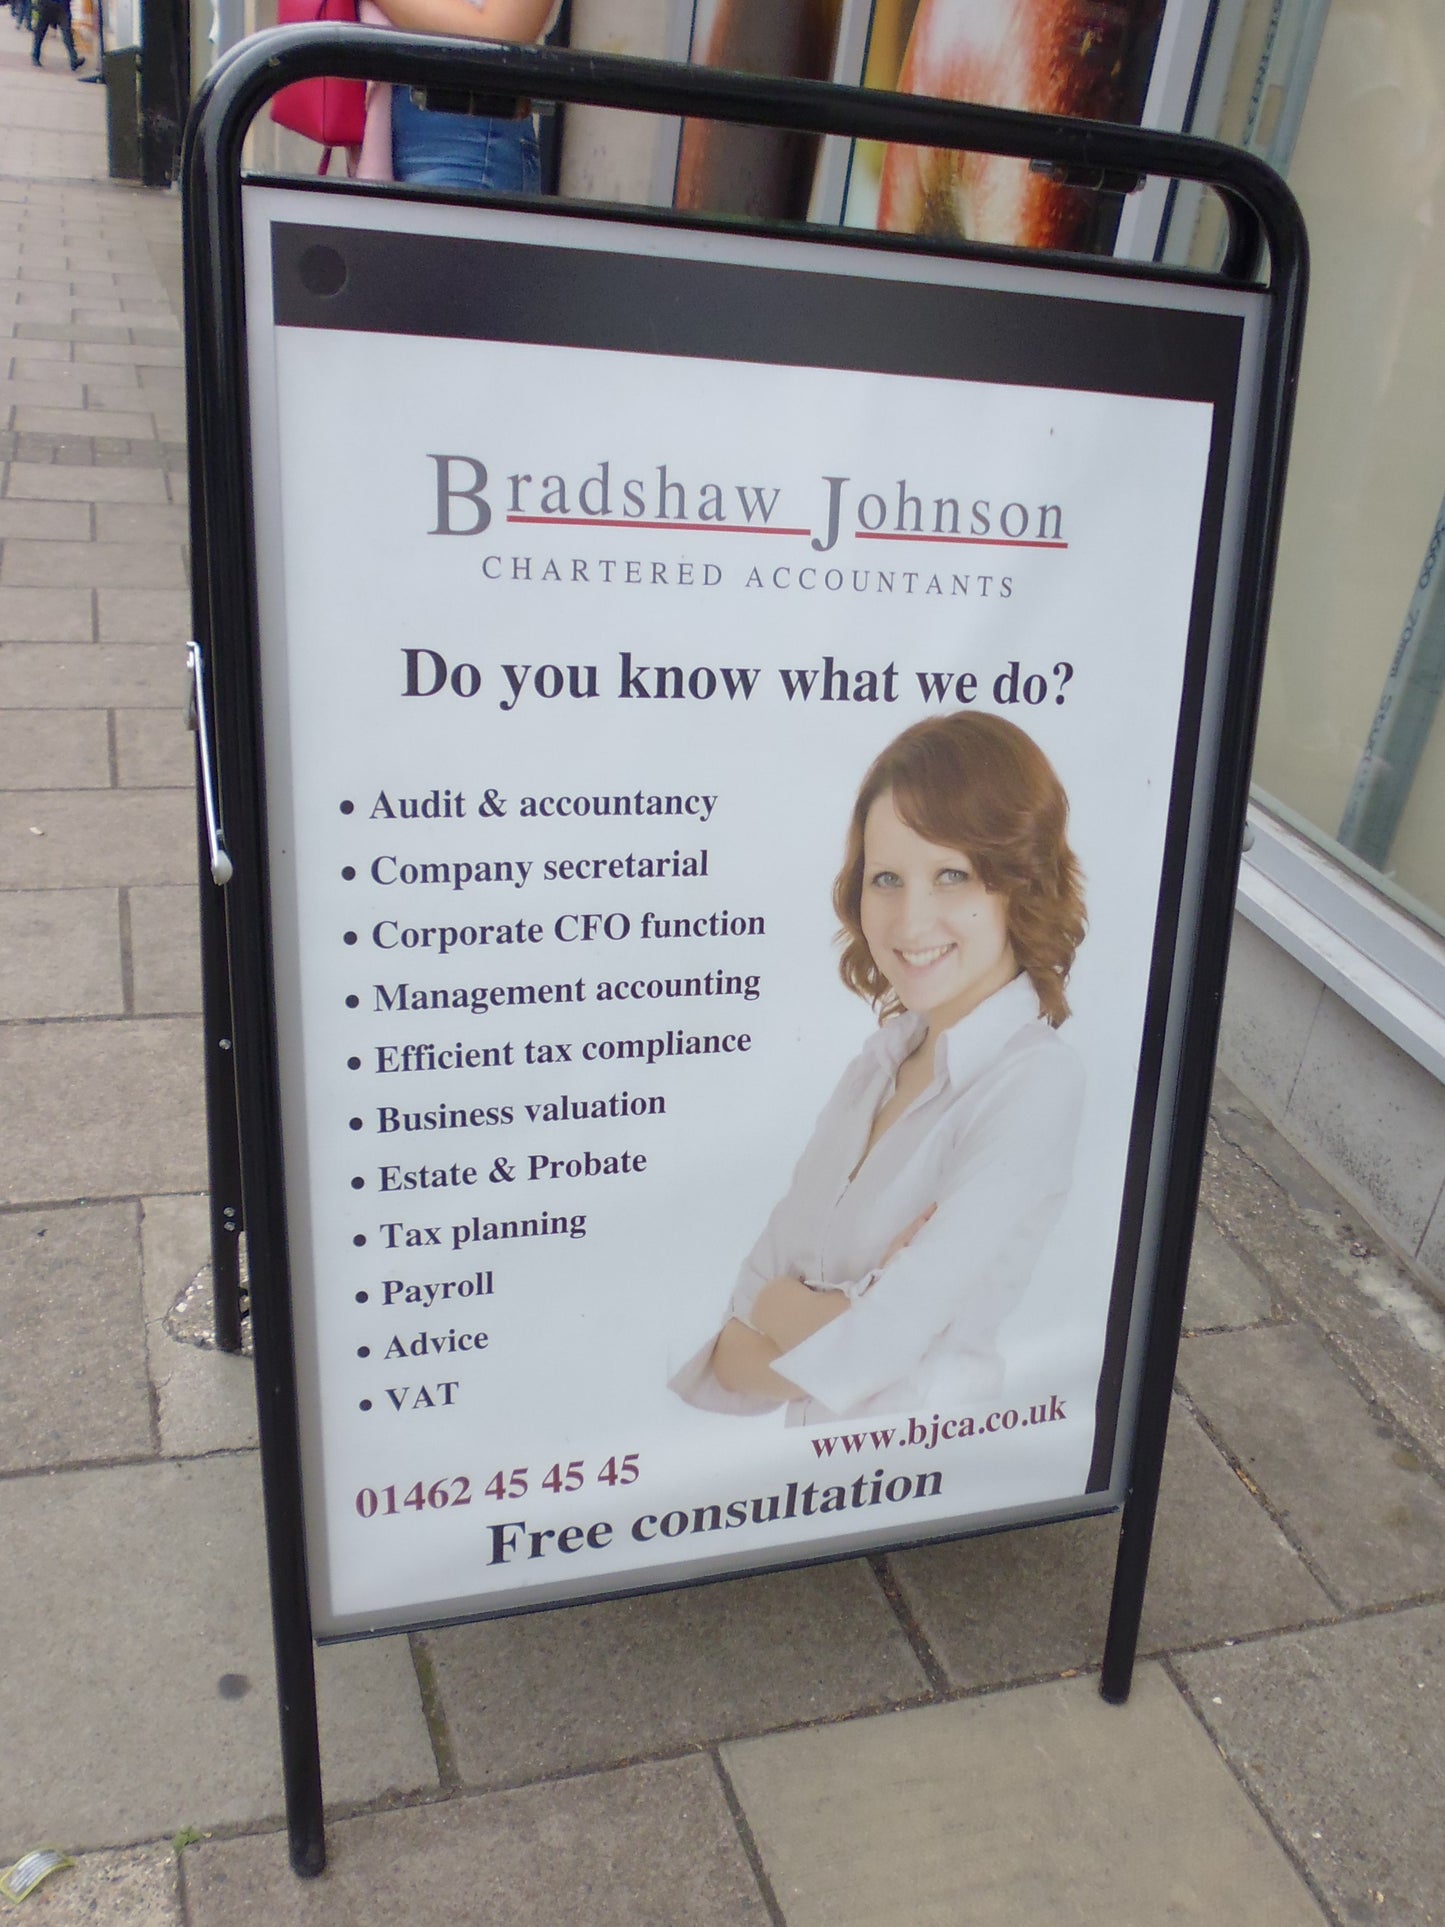 Bradshaw Johnson
CHARTERED ACCOUNTANTS
Do you know what we do?
• Audit & accountancy
• Company secretarial
• Corporate CFO function
• Management accounting
• Efficient tax compliance
• Business valuation
• Estate & Probate
• Tax planning
• Payroll
• Advice
• VAT
www.bjca.co.uk
01462 45 45 45
Free consultation